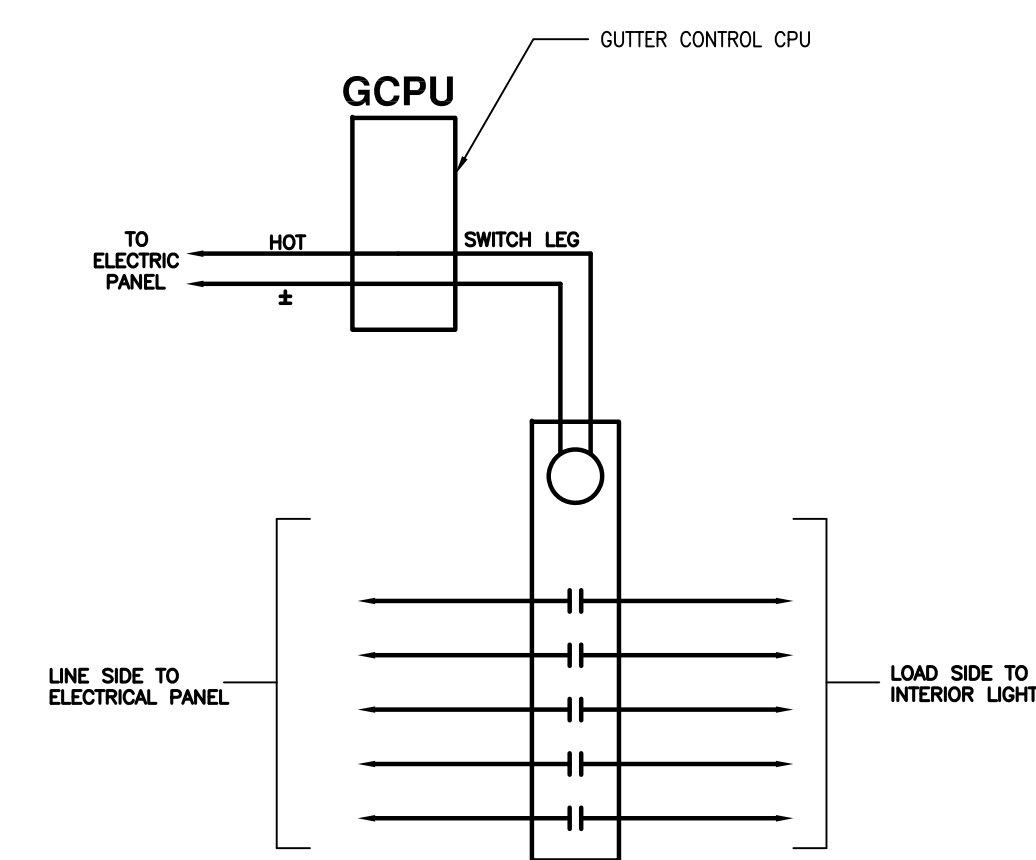 GUTTER CONTROL CPU
GCPU
TO
ELECTRIC
PANEL
HOT
SWITCH LEG
±
LINE SIDE TO
ELECTRICAL PANEL
LOAD SIDE TO
INTERIOR LIGHT